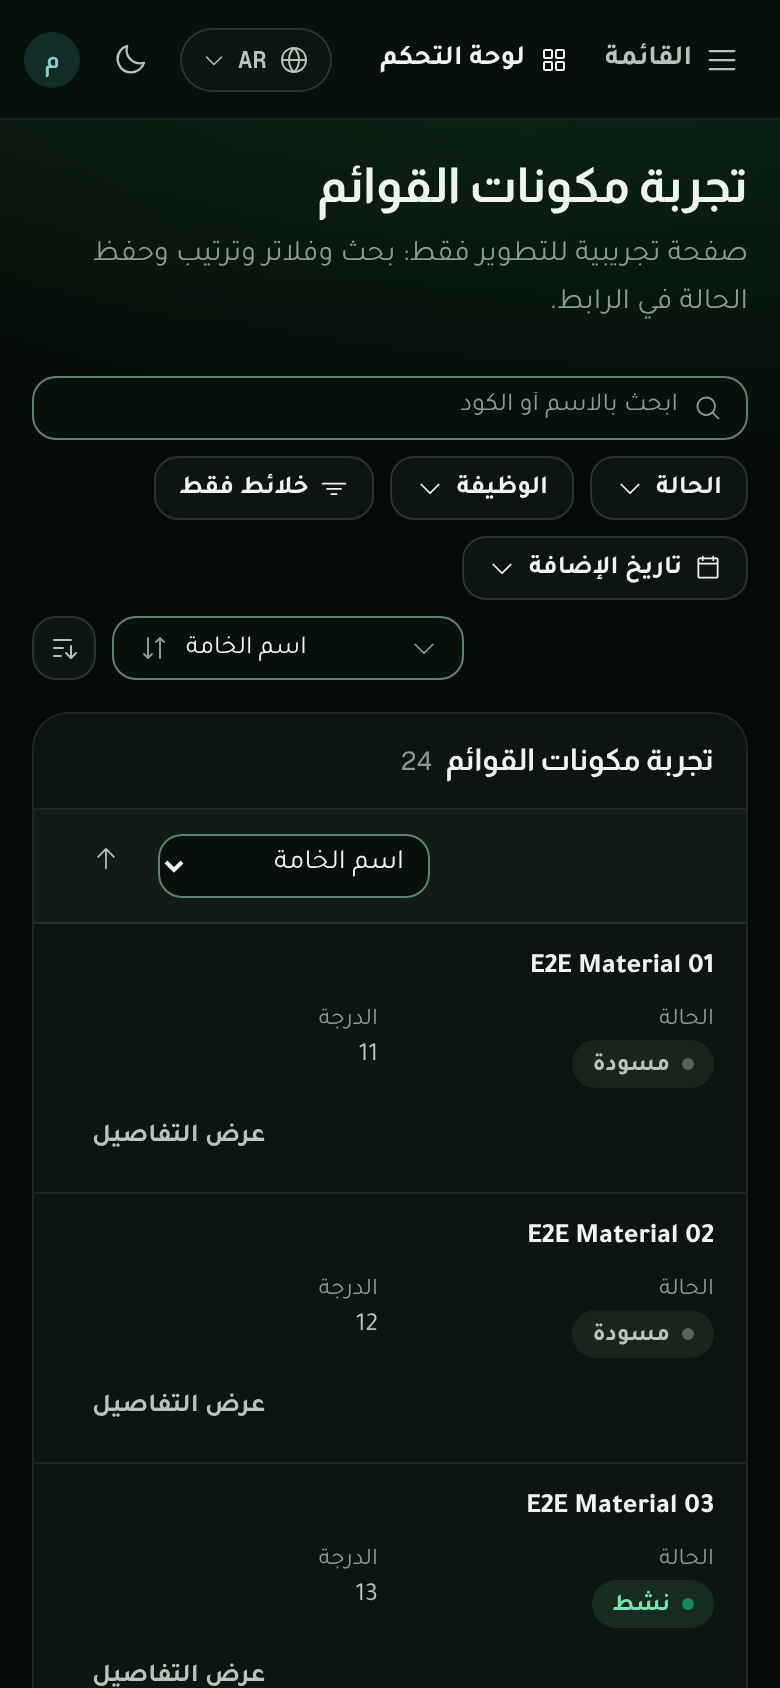 القائمة
لوحة التحكم
AR
م
تجربة مكونات القوائم
صفحة تجريبية للتطوير فقط: بحث وفلاتر وترتيب وحفظ
الحالة في الرابط.
ابحث بالاسم أو الكود
الحالة
الوظيفة
خلائط فقط
تاريخ الإضافة
اسم الخامة
تجربة مكونات القوائم 24
اسم الخامة
E2E Material 01
الحالة
الدرجة
مسودة
11
عرض التفاصيل
E2E Material 02
الحالة
الدرجة
مسودة
12
عرض التفاصيل
E2E Material 03
الحالة
الدرجة
نشط
13
عرض التفاصيل